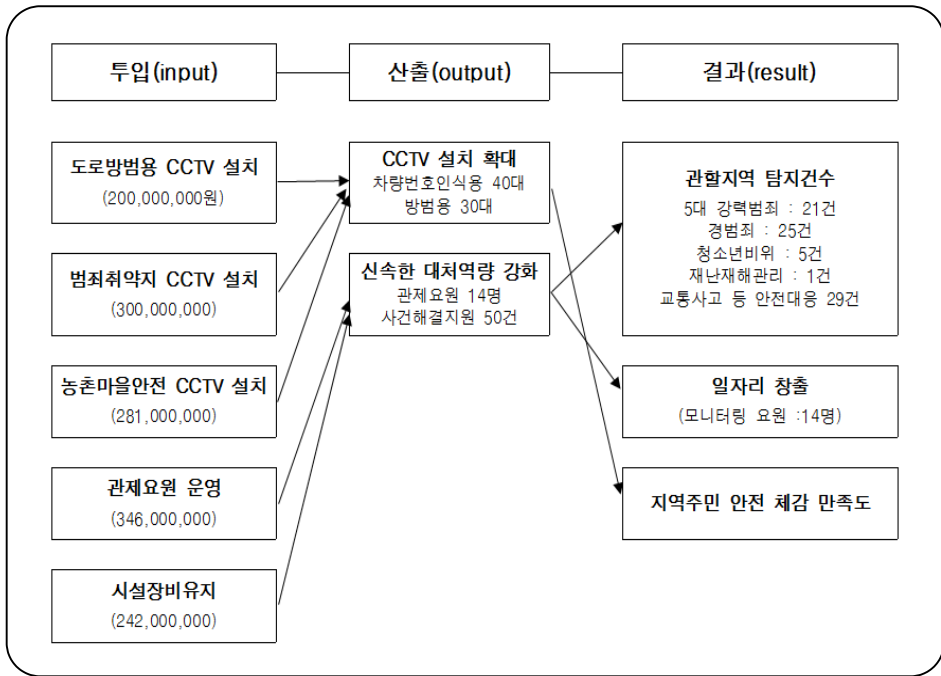 투입(input)
산출(output)
결과(result)
도로방범용 CCTV 설치
(200,000,000원)
범죄취약지 CCTV 설치
(300,000,000)
농촌마을안전 CCTV 설치
(281,000,000)
관제요원 운영
(346,000,000)
시설장비유지
(242,000,000)
CCTV 설치 확대
차량번호인식용 40대
방범용 30대
신속한 대처역량 강화
관제요원 14명
사건해결지원 50건
관할지역 탐지건수
5대 강력범죄 : 21건
경범죄 : 25건
청소년비위 : 5건
재난재해관리 : 1건
교통사고 등 안전대응 29건
일자리 창출
(모니터링 요원 :14명)
지역주민 안전 체감 만족도